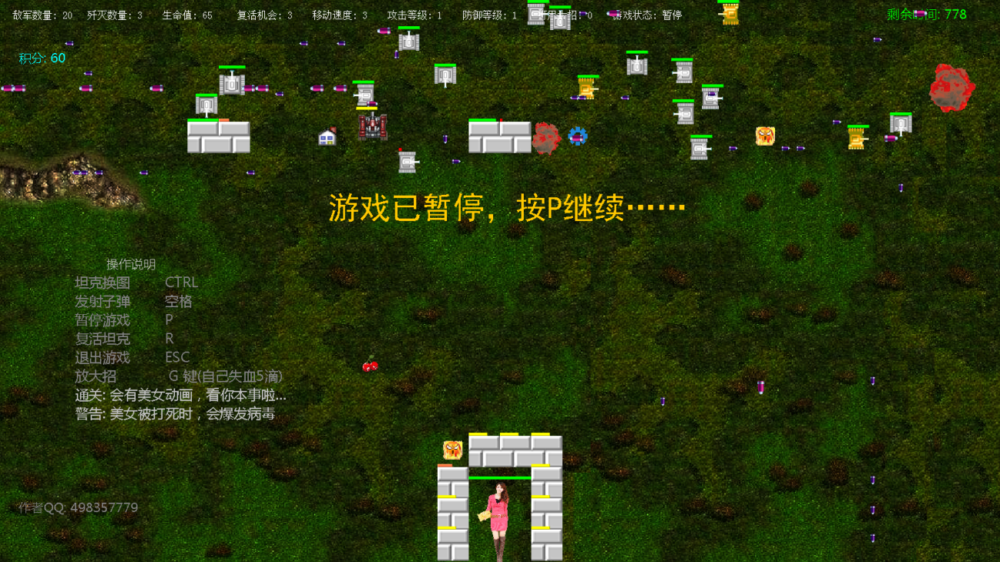 敌军数量: 20 歼灭数量: 3 生命值: 65 复活机会: 3 移动速度: 3 攻击等级: 1 防御等级: 1 大招: 0 游戏状态: 暂停 剩余时间: 778
积分: 60
游戏已暂停，按P继续……
操作说明
坦克换图 CTRL
发射子弹 空格
暂停游戏 P
复活坦克 R
退出游戏 ESC
放大招 G 键(自己失血5滴)
通关: 会有美女动画，看你本事啦...
警告: 美女被打死时，会爆发病毒
作者QQ: 498357779